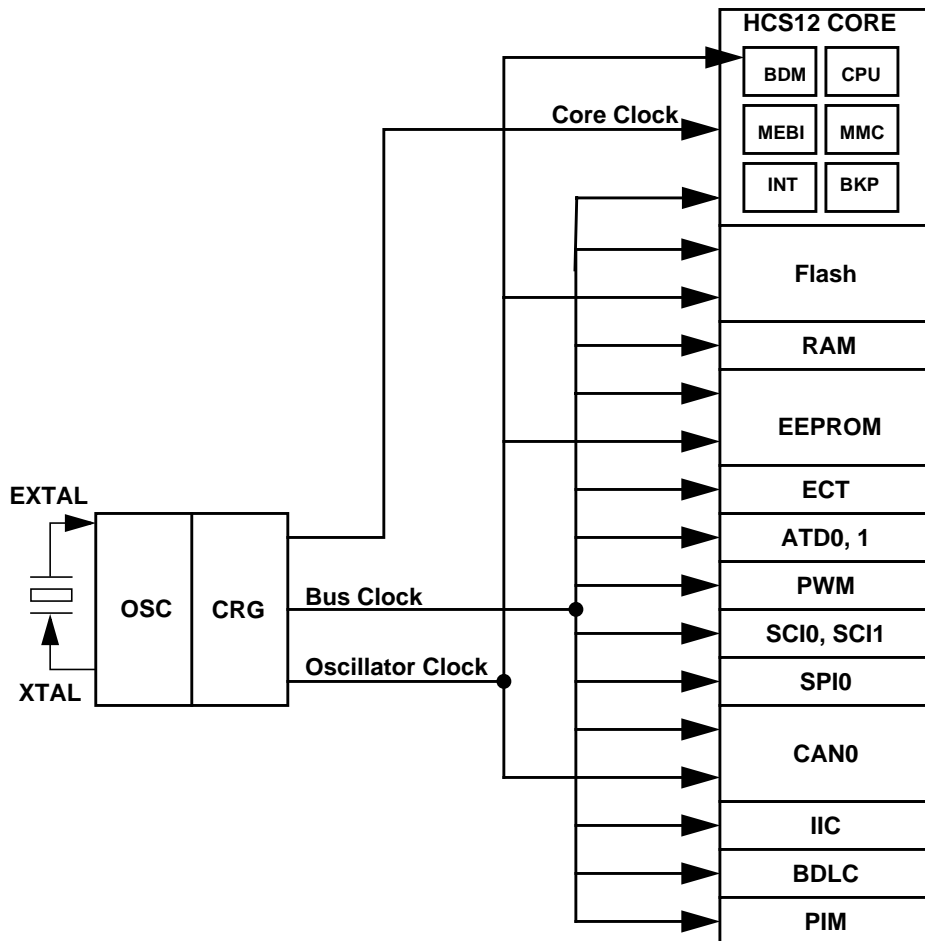 HCS12 CORE
BDM
CPU
Core Clock
MEBI
MMC
INT
BKP
Flash
RAM
EEPROM
EXTAL
ECT
ATD0, 1
OSC
CRG
Bus Clock
PWM
SCI0, SCI1
Oscillator Clock
XTAL
SPI0
CAN0
IIC
BDLC
PIM